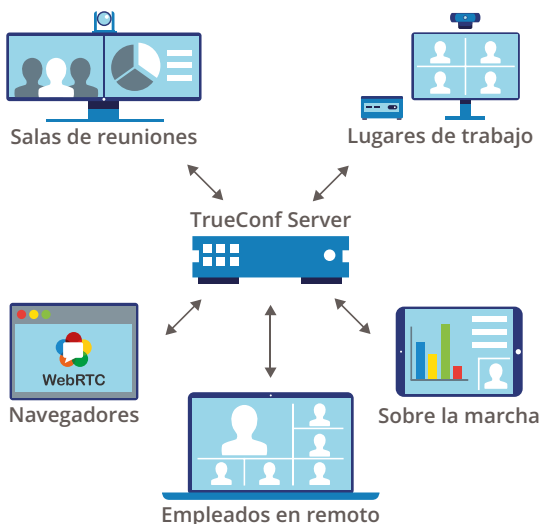 Salas de reuniones
Lugares de trabajo
TrueConf Server
WebRTC
Navegadores
Sobre la marcha
Empleados en remoto